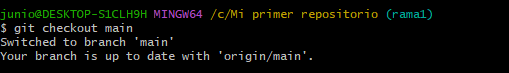 junio@DESKTOP-S1CLH9H MINGW64 /c/Mi primer repositorio (rama1)
$ git checkout main
Switched to branch 'main'
Your branch is up to date with 'origin/main'.